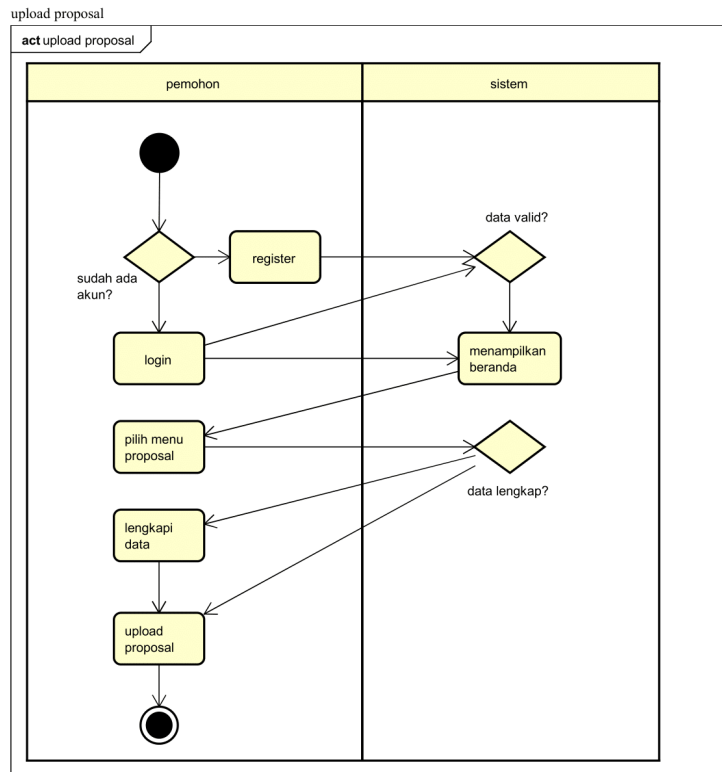 upload proposal
act upload proposal
pemohon
sistem
data valid?
register
sudah ada
akun?
login
menampilkan
beranda
pilih menu
proposal
data lengkap?
lengkapi
data
upload
proposal